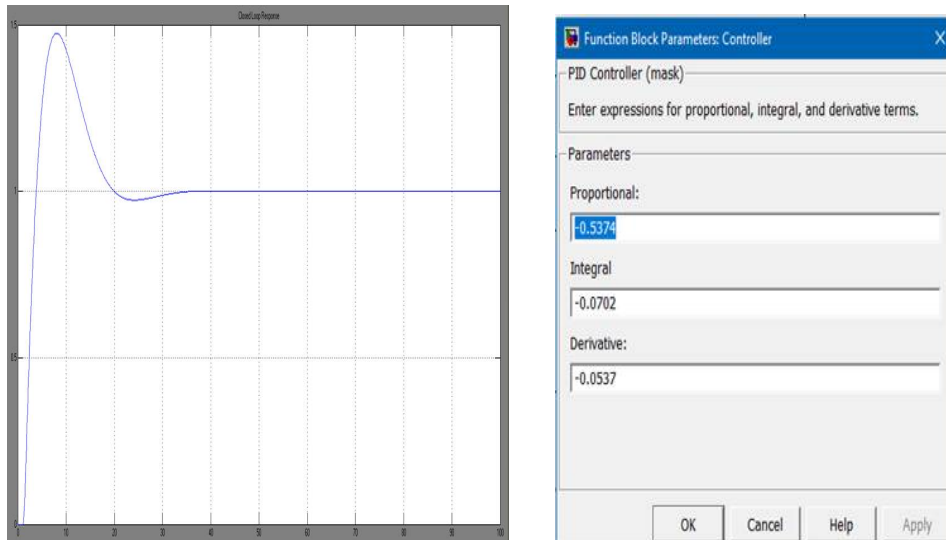 Closed Loop Response
1.5
1
0.5
0
0
10
20
30
40
50
60
70
80
90
100
Function Block Parameters: Controller
PID Controller (mask)
Enter expressions for proportional, integral, and derivative terms.
Parameters
Proportional:
-0.5374
Integral
-0.0702
Derivative:
-0.0537
OK
Cancel
Help
Apply